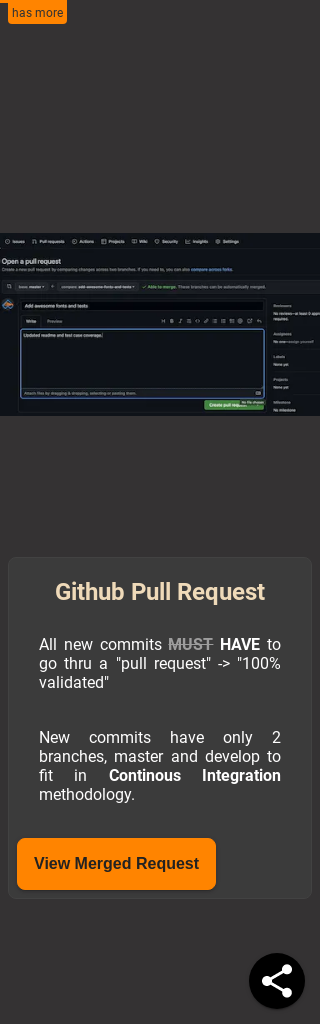 has more
Issues Pull requests Actions Projects Wiki Security Insights Settings
Open a pull request
Create a new pull request by comparing changes across two branches. If you need to, you can also compare across forks.
base: master compare: add-awesome-fonts-and-tests ✓ Able to merge. These branches can be automatically merged.
Add awesome fonts and tests
Reviewers
Write Preview
No reviews—at least
Updated readme and test case coverage.
required.
Assignees
No one—assign yourself
Labels
None yet
Projects
None yet
Attach files by dragging & dropping, selecting or pasting them.
Milestone
Create pull
No milestone
Github Pull Request
All new commits MUST HAVE to
go thru a "pull request" -> "100%
validated"
New commits have only 2
branches, master and develop to
fit in Continous Integration
methodology.
View Merged Request